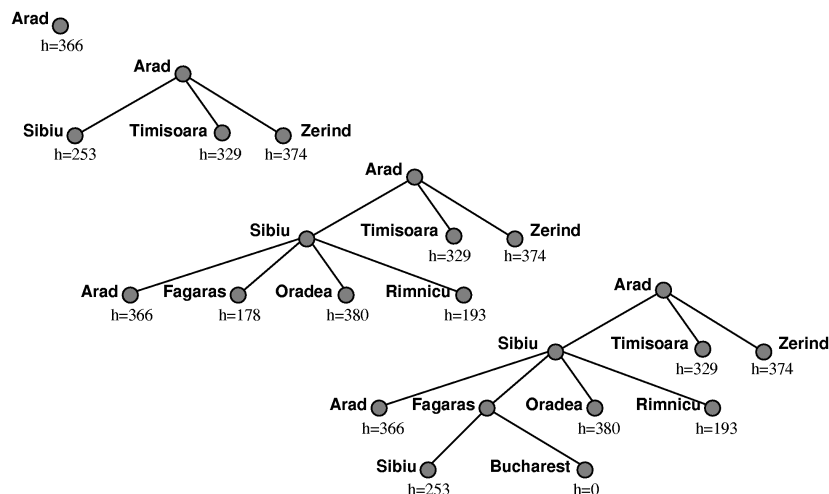 Arad
h=366
Arad
Sibiu Timisoara Zerind
h=253 h=329 h=374
Arad
Sibiu Timisoara Zerind
h=329 h=374
Arad Fagaras Oradea Rimnicu
h=366 h=178 h=380 h=193
Arad
Sibiu Timisoara Zerind
h=329 h=374
Arad Fagaras Oradea Rimnicu
h=366 h=380 h=193
Sibiu Bucharest
h=253 h=0